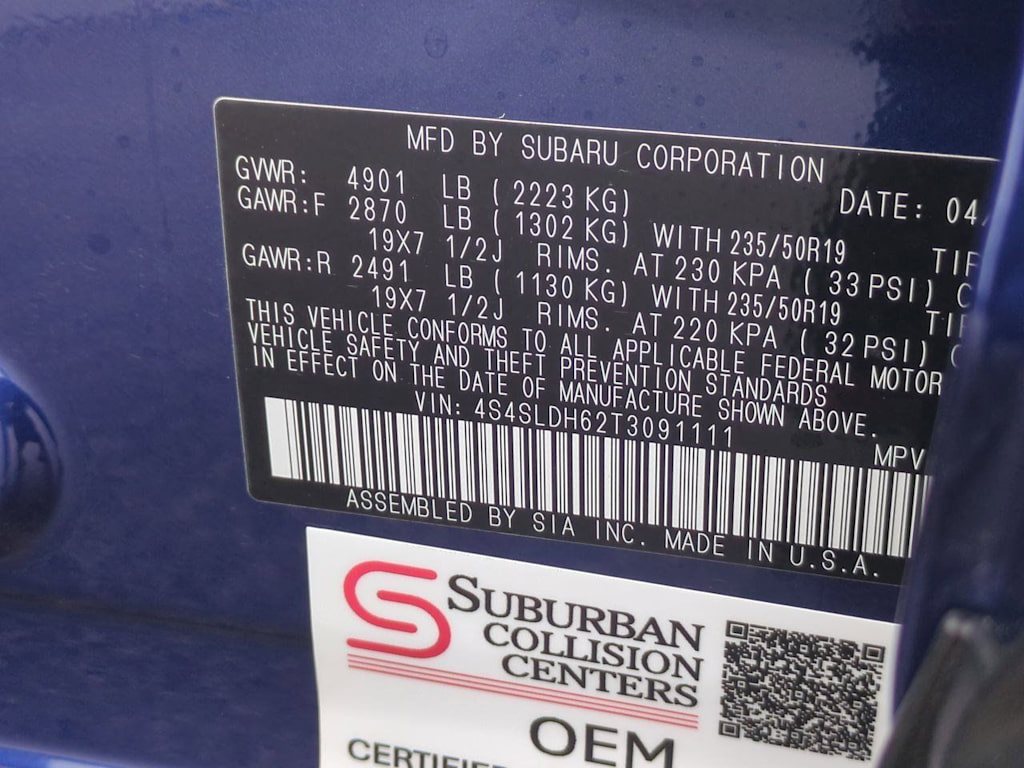 MFD BY SUBARU CORPORATION
GVWR: 4901 LB ( 2223 KG) DATE: 04
GAWR:F 2870 LB ( 1302 KG) WITH 235/50R19 TI
19X7 1/2J RIMS. AT 230 KPA ( 33 PSI) C
GAWR:R 2491 LB ( 1130 KG) WITH 235/50R19 TI
19X7 1/2J RIMS. AT 220 KPA ( 32 PSI)
THIS VEHICLE CONFORMS TO ALL APPLICABLE FEDERAL MOTOR
VEHICLE SAFETY AND THEFT PREVENTION STANDARDS
IN EFFECT ON THE DATE OF MANUFACTURE SHOWN ABOVE.
VIN: 4S4SLDH62T3091111
MPV
ASSEMBLED BY SIA INC. MADE IN U.S.A.
SUBURBAN
COLLISION
CENTERS
OEM
CERTIFIE